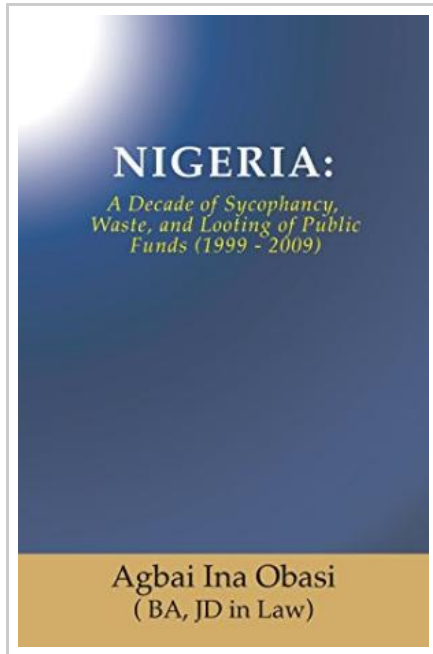 NIGERIA:
A Decade of Sycophancy,
Waste, and Looting of Public
Funds (1999 - 2009)
Agbai Ina Obasi
( BA, JD in Law)